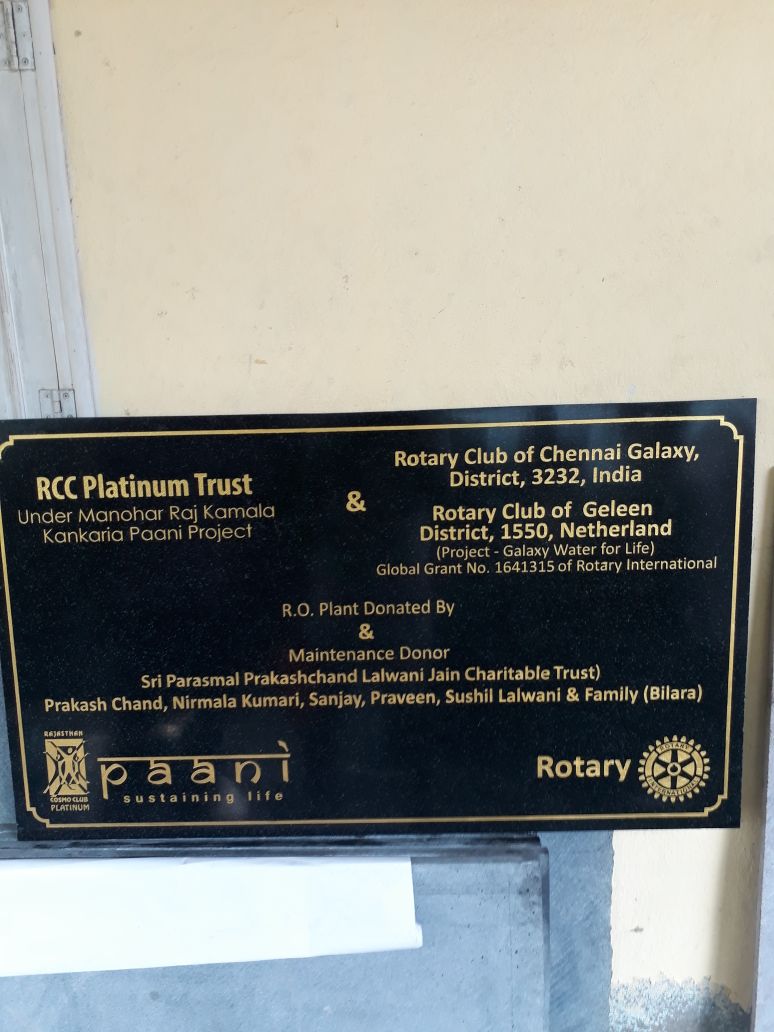 RCC Platinum Trust
Under Manohar Raj Kamala
Kankaria Paani Project
&
Rotary Club of Chennai Galaxy,
District, 3232, India
Rotary Club of Geleen
District, 1550, Netherland
(Project - Galaxy Water for Life)
Global Grant No. 1641315 of Rotary International
R.O. Plant Donated By
&
Maintenance Donor
Sri Parasmal Prakashchand Lalwani Jain Charitable Trust)
Prakash Chand, Nirmala Kumari, Sanjay, Praveen, Sushil Lalwani & Family (Bilara)
RAJASTHAN
COSMO CLUB
PLATINUM
paani
sustaining life
Rotary
ROTARY
INTERNATIONAL